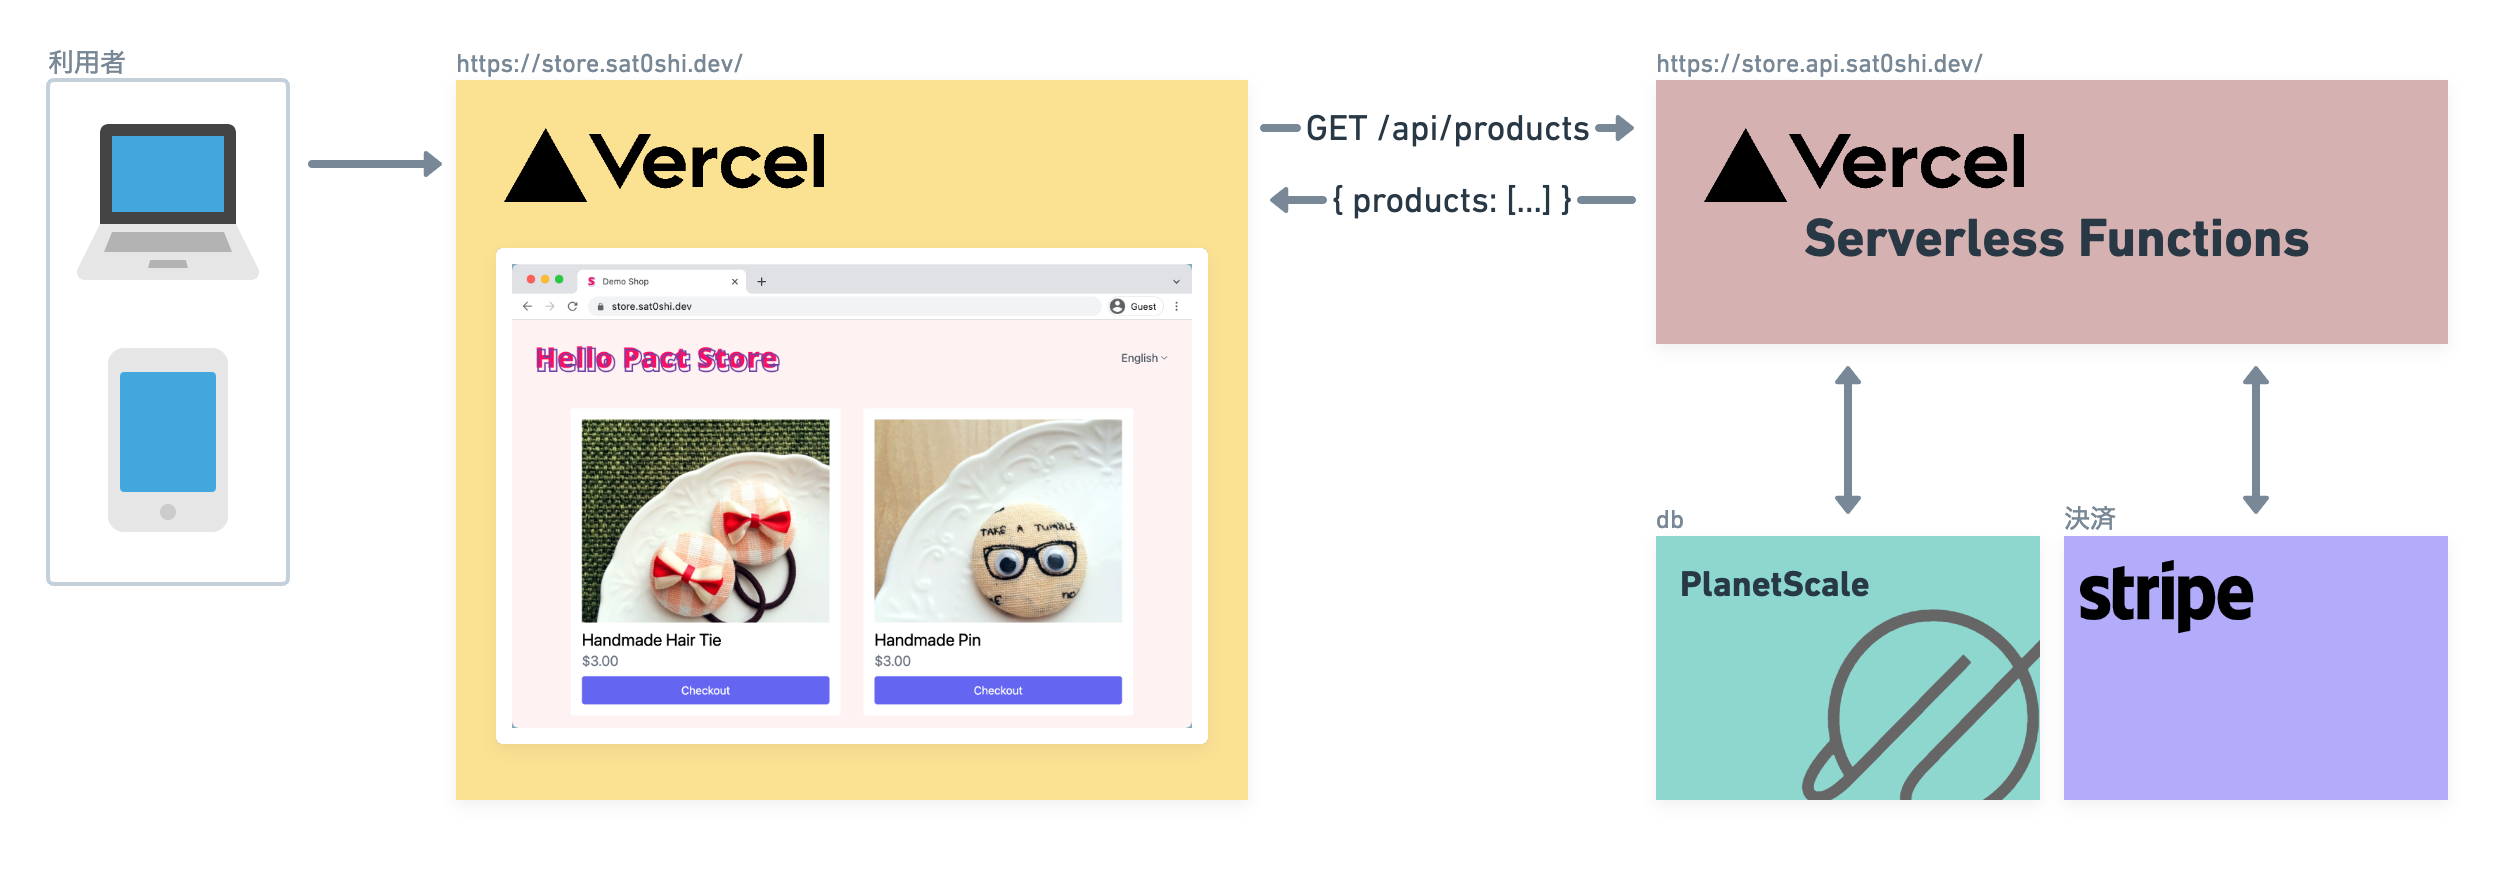 利用者
https://store.sat0shi.dev/
Vercel
S Demo Shop
store.sat0shi.dev
Guest
Hello Pact Store
English
TAKE A TUMBLE
NO
Handmade Hair Tie
$3.00
Checkout
Handmade Pin
$3.00
Checkout
GET /api/products
{ products: [...] }
https://store.api.sat0shi.dev/
Vercel
Serverless Functions
db
PlanetScale
決済
stripe